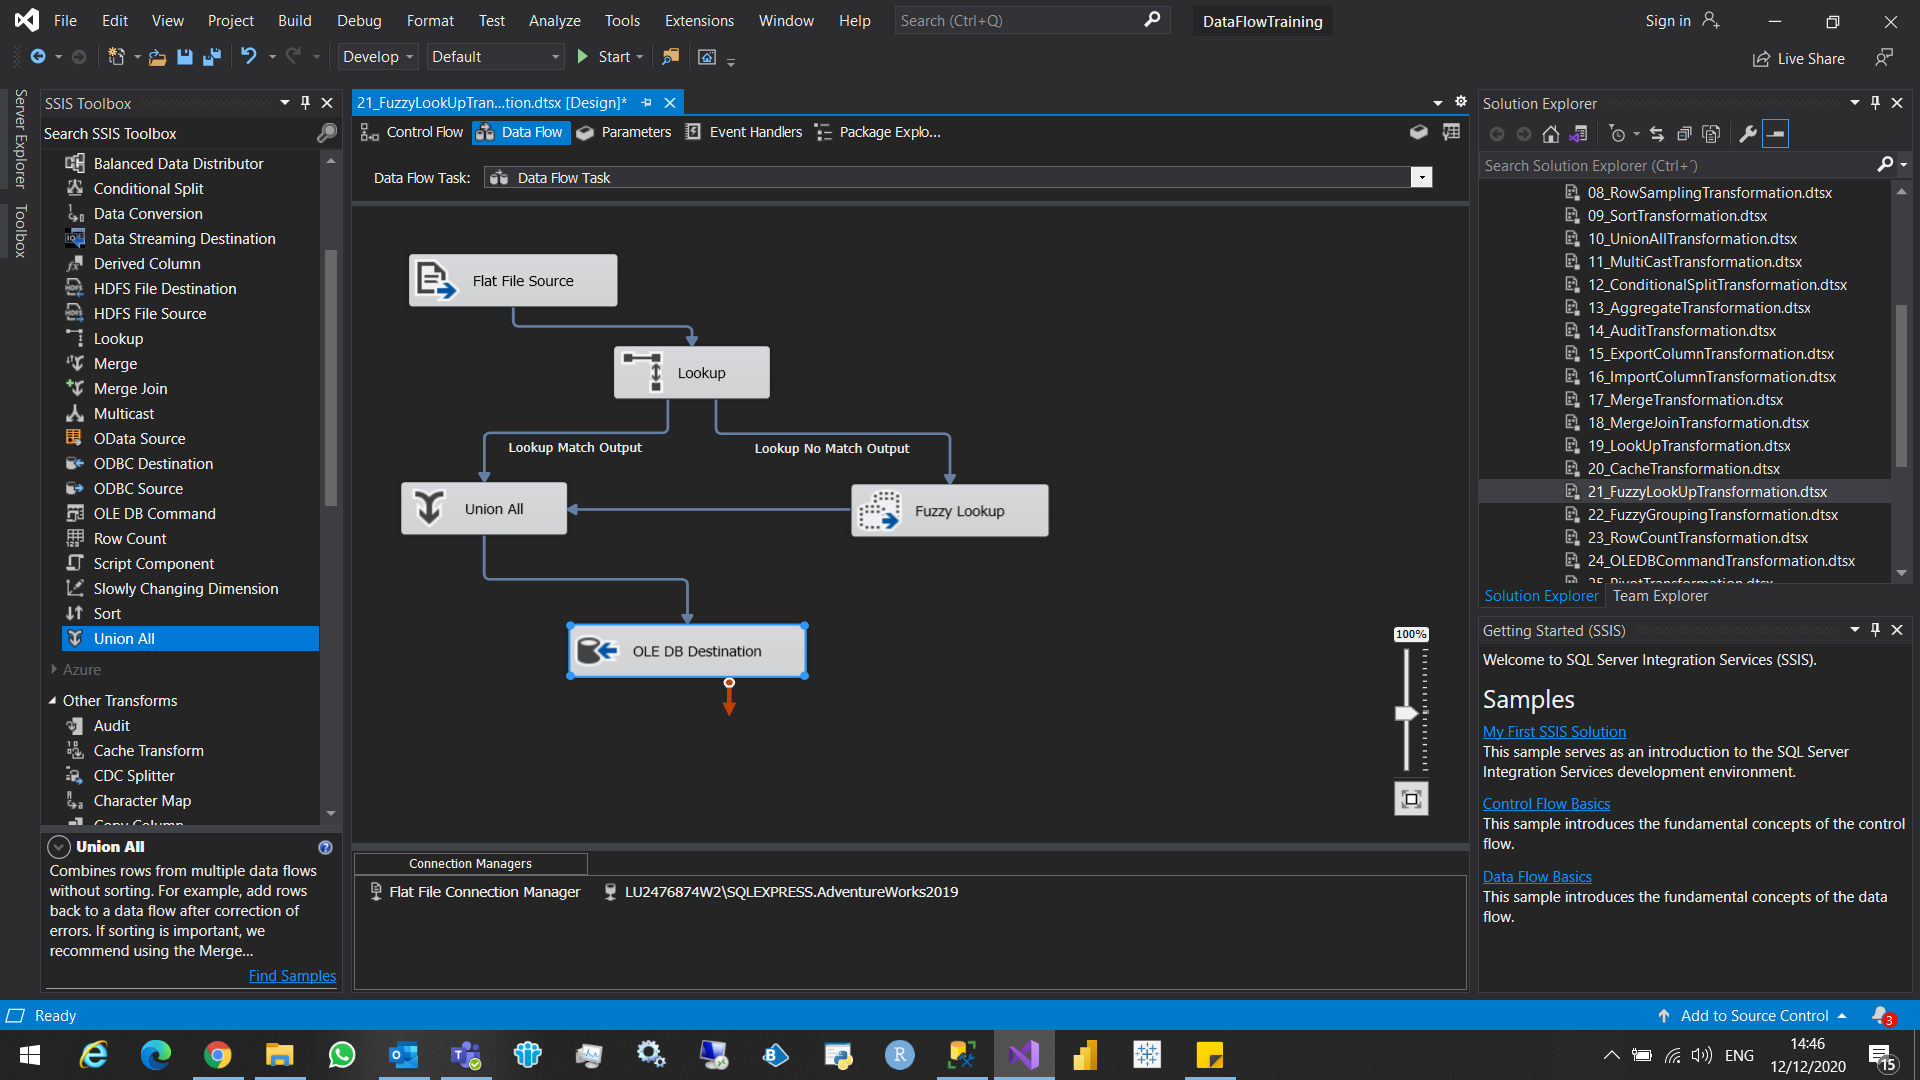 File Edit View Project Build Debug Format Test Analyze Tools Extensions Window Help Search (Ctrl+Q) DataFlowTraining Sign in
Develop Default Start Live Share
Server Explorer
Toolbox
SSIS Toolbox
Search SSIS Toolbox
Balanced Data Distributor
Conditional Split
Data Conversion
Data Streaming Destination
Derived Column
HDFS File Destination
HDFS File Source
Lookup
Merge
Merge Join
Multicast
OData Source
ODBC Destination
ODBC Source
OLE DB Command
Row Count
Script Component
Slowly Changing Dimension
Sort
Union All
Azure
Other Transforms
Audit
Cache Transform
CDC Splitter
Character Map
Copy Column
Union All
Combines rows from multiple data flows
without sorting. For example, add rows
back to a data flow after correction of
errors. If sorting is important, we
recommend using the Merge...
Find Samples
21_FuzzyLookUpTran...tion.dtsx [Design]*
Control Flow Data Flow Parameters Event Handlers Package Explo...
Data Flow Task: Data Flow Task
Flat File Source
Lookup
Lookup Match Output
Lookup No Match Output
Union All
Fuzzy Lookup
OLE DB Destination
100%
Connection Managers
Flat File Connection Manager LU2476874W2\SQLEXPRESS.AdventureWorks2019
Solution Explorer
Search Solution Explorer (Ctrl+´)
08_RowSamplingTransformation.dtsx
09_SortTransformation.dtsx
10_UnionAllTransformation.dtsx
11_MultiCastTransformation.dtsx
12_ConditionalSplitTransformation.dtsx
13_AggregateTransformation.dtsx
14_AuditTransformation.dtsx
15_ExportColumnTransformation.dtsx
16_ImportColumnTransformation.dtsx
17_MergeTransformation.dtsx
18_MergeJoinTransformation.dtsx
19_LookUpTransformation.dtsx
20_CacheTransformation.dtsx
21_FuzzyLookUpTransformation.dtsx
22_FuzzyGroupingTransformation.dtsx
23_RowCountTransformation.dtsx
24_OLEDBCommandTransformation.dtsx
25_PivotTransformation.dtsx
Solution Explorer Team Explorer
Getting Started (SSIS)
Welcome to SQL Server Integration Services (SSIS).
Samples
My First SSIS Solution
This sample serves as an introduction to the SQL Server
Integration Services development environment.
Control Flow Basics
This sample introduces the fundamental concepts of the control
flow.
Data Flow Basics
This sample introduces the fundamental concepts of the data
flow.
Ready Add to Source Control 3
ENG 14:46
12/12/2020 15